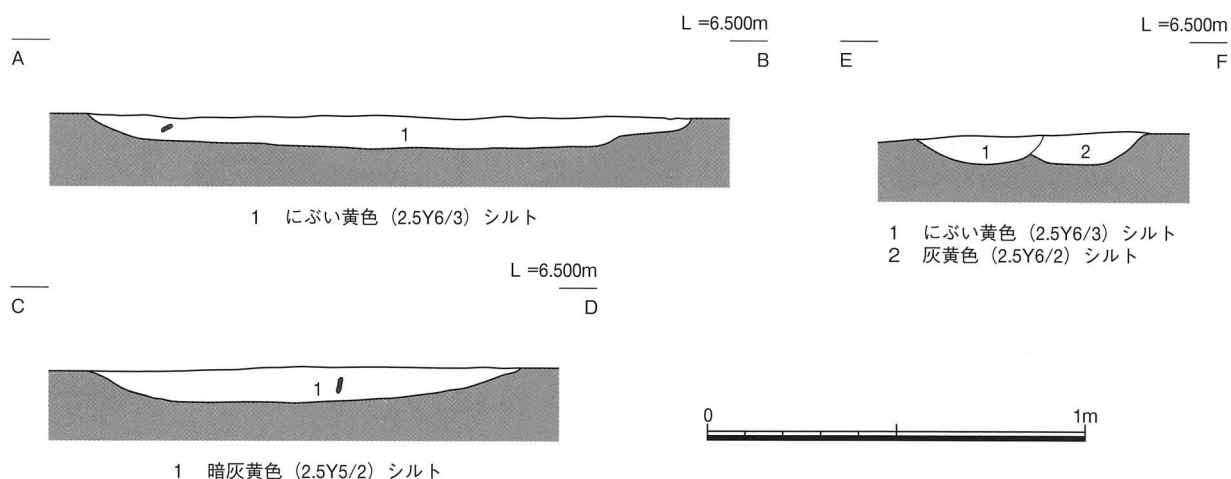 L =6.500m
A
B
1
1 にぶい黄色（2.5Y6/3）シルト
L =6.500m
E
F
1
2
1 にぶい黄色（2.5Y6/3）シルト
2 灰黄色（2.5Y6/2）シルト
L =6.500m
C
D
1
1 暗灰黄色（2.5Y5/2）シルト
0
1m